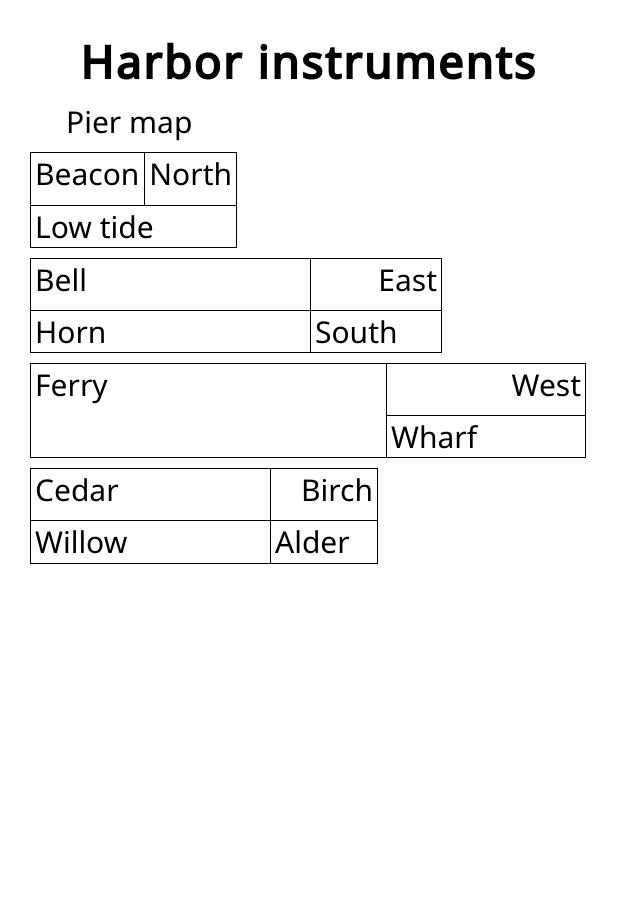 Harbor instruments
Pier map
Beacon North
Low tide
Bell East
Horn South
Ferry West
Wharf
Cedar Birch
Willow Alder